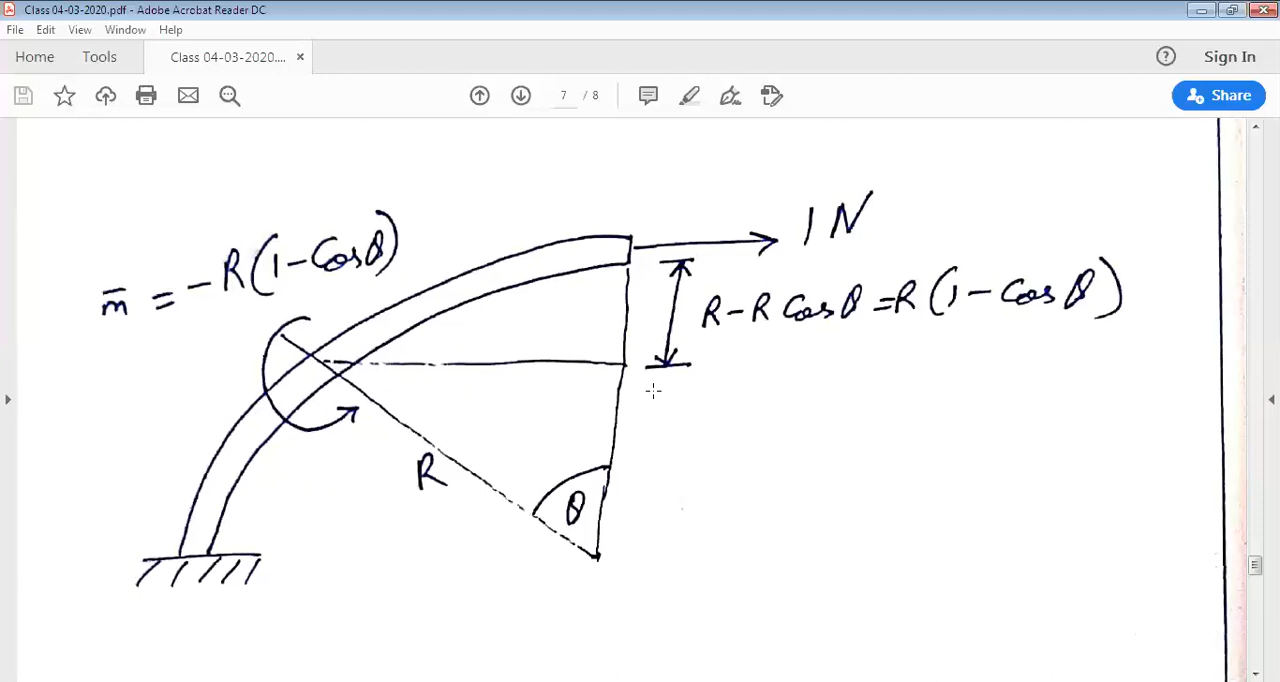 Class 04-03-2020.pdf - Adobe Acrobat Reader DC
File Edit View Window Help
Home Tools Class 04-03-2020.... × Sign In
7 / 8 Share
1 N
m̄ = -R(1-Cosθ)
R-R Cosθ = R(1-Cosθ)
R
θ